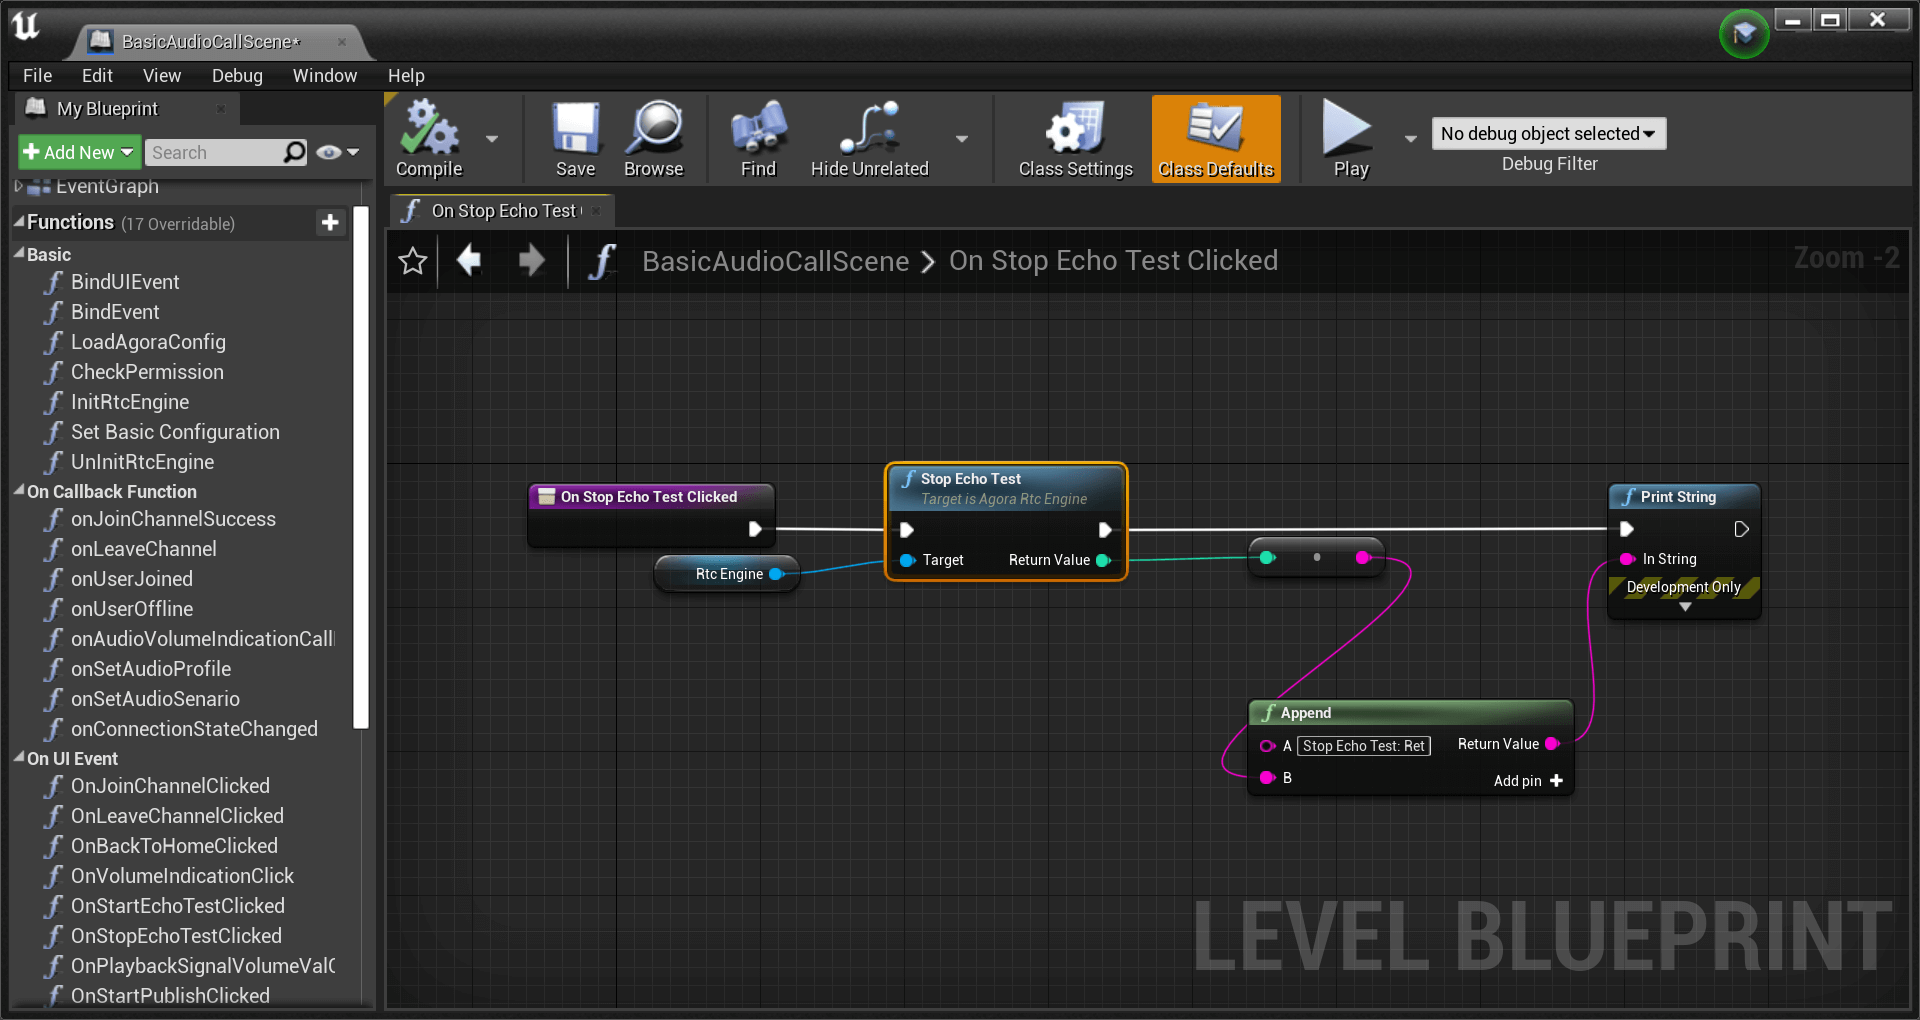 BasicAudioCallScene*
File Edit View Debug Window Help
My Blueprint
Add New
Search
Compile
Save
Browse
Find
Hide Unrelated
Class Settings
Class Defaults
Play
No debug object selected
Debug Filter
EventGraph
Functions (17 Overridable)
Basic
BindUIEvent
BindEvent
LoadAgoraConfig
CheckPermission
InitRtcEngine
Set Basic Configuration
UnInitRtcEngine
On Callback Function
onJoinChannelSuccess
onLeaveChannel
onUserJoined
onUserOffline
onAudioVolumeIndicationCall
onSetAudioProfile
onSetAudioSenario
onConnectionStateChanged
On UI Event
OnJoinChannelClicked
OnLeaveChannelClicked
OnBackToHomeClicked
OnVolumeIndicationClick
OnStartEchoTestClicked
OnStopEchoTestClicked
OnPlaybackSignalVolumeValC
OnStartPublishClicked
On Stop Echo Test
BasicAudioCallScene > On Stop Echo Test Clicked
Zoom -2
On Stop Echo Test Clicked
Rtc Engine
Stop Echo Test
Target is Agora Rtc Engine
Target
Return Value
Print String
In String
Development Only
Append
A Stop Echo Test: Ret
Return Value
B
Add pin
LEVEL BLUEPRINT